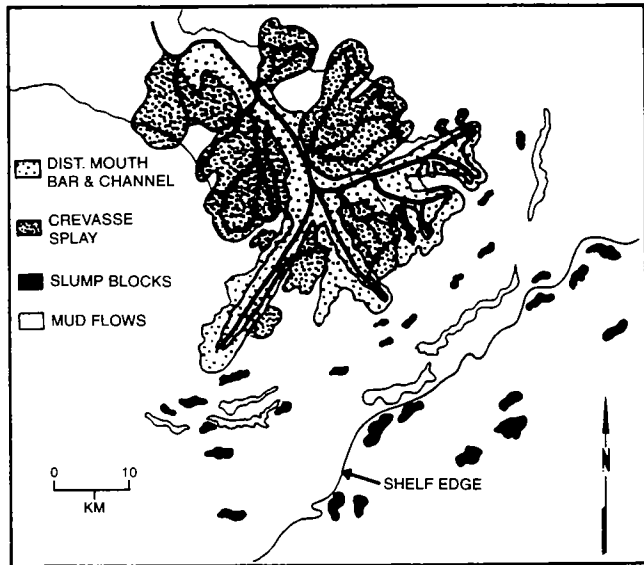 DIST. MOUTH
BAR & CHANNEL
CREVASSE
SPLAY
SLUMP BLOCKS
MUD FLOWS
0 10
KM
SHELF EDGE
N